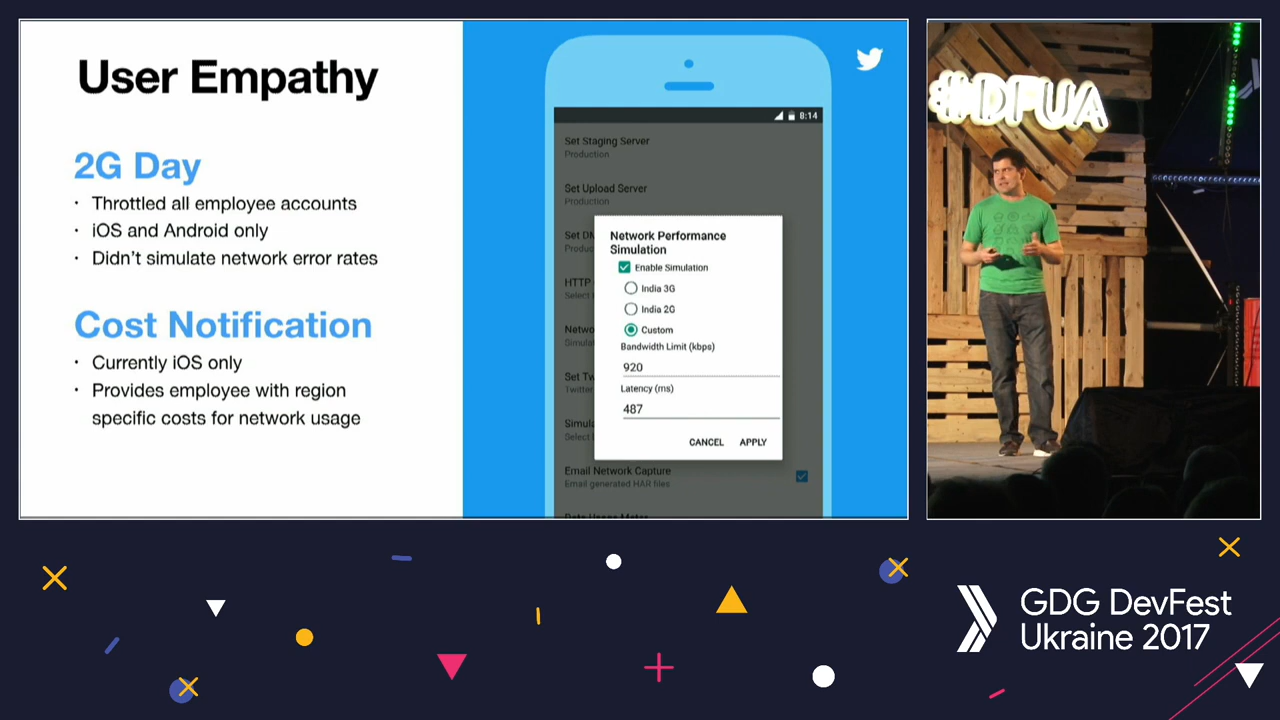 User Empathy
2G Day
· Throttled all employee accounts
· iOS and Android only
· Didn't simulate network error rates
Cost Notification
· Currently iOS only
· Provides employee with region
specific costs for network usage
8:14
Set Staging Server
Production
Set Upload Server
Production
Set
HTTP
Set
Email Network Capture
Email generated HAR files
Network Performance
Simulation
Enable Simulation
India 3G
India 2G
Custom
Bandwidth Limit (kbps)
920
Latency (ms)
487
CANCEL APPLY
#DFUA
GDG DevFest
Ukraine 2017